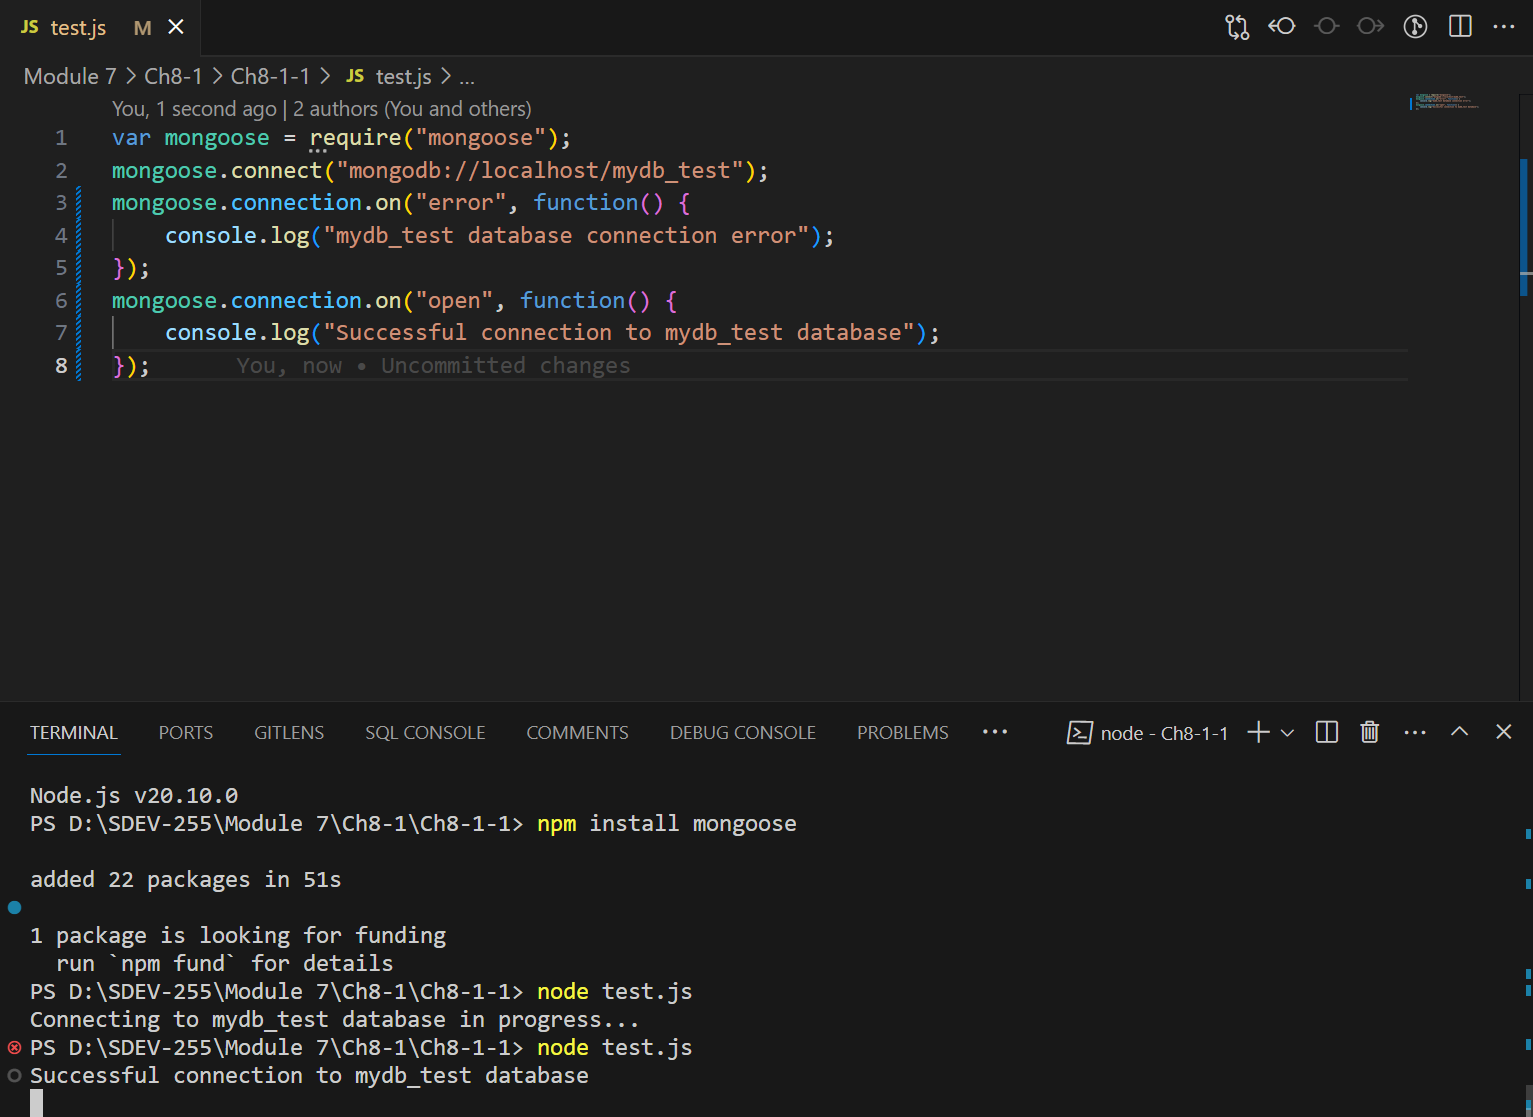 JS test.js M
Module 7 > Ch8-1 > Ch8-1-1 > JS test.js > ...
You, 1 second ago | 2 authors (You and others)
1 var mongoose = require("mongoose");
2 mongoose.connect("mongodb://localhost/mydb_test");
3 mongoose.connection.on("error", function() {
4     console.log("mydb_test database connection error");
5 });
6 mongoose.connection.on("open", function() {
7     console.log("Successful connection to mydb_test database");
8 });      You, now • Uncommitted changes
TERMINAL PORTS GITLENS SQL CONSOLE COMMENTS DEBUG CONSOLE PROBLEMS ... node - Ch8-1-1
Node.js v20.10.0
PS D:\SDEV-255\Module 7\Ch8-1\Ch8-1-1> npm install mongoose
added 22 packages in 51s
1 package is looking for funding
  run `npm fund` for details
PS D:\SDEV-255\Module 7\Ch8-1\Ch8-1-1> node test.js
Connecting to mydb_test database in progress...
PS D:\SDEV-255\Module 7\Ch8-1\Ch8-1-1> node test.js
Successful connection to mydb_test database